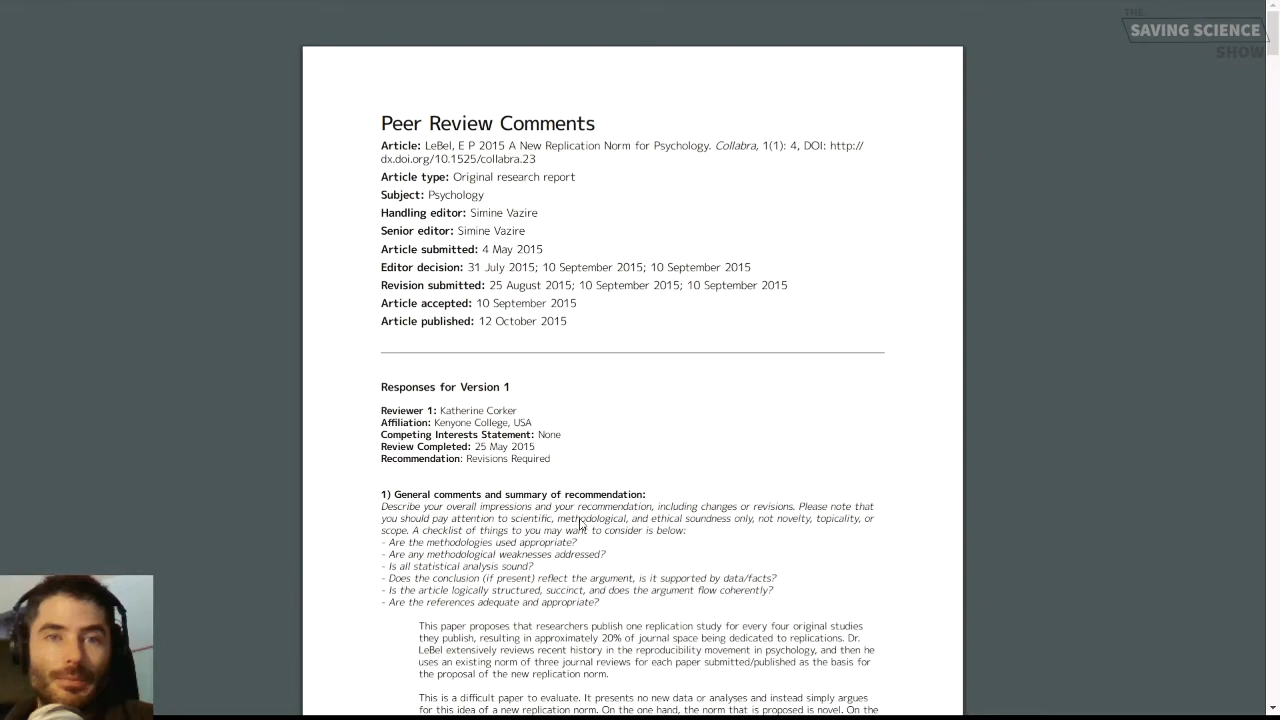 THE
SAVING SCIENCE
SHOW
Peer Review Comments
Article: LeBel, E P 2015 A New Replication Norm for Psychology. Collabra, 1(1): 4, DOI: http://
dx.doi.org/10.1525/collabra.23
Article type: Original research report
Subject: Psychology
Handling editor: Simine Vazire
Senior editor: Simine Vazire
Article submitted: 4 May 2015
Editor decision: 31 July 2015; 10 September 2015; 10 September 2015
Revision submitted: 25 August 2015; 10 September 2015; 10 September 2015
Article accepted: 10 September 2015
Article published: 12 October 2015
Responses for Version 1
Reviewer 1: Katherine Corker
Affiliation: Kenyone College, USA
Competing Interests Statement: None
Review Completed: 25 May 2015
Recommendation: Revisions Required
1) General comments and summary of recommendation:
Describe your overall impressions and your recommendation, including changes or revisions. Please note that
you should pay attention to scientific, methodological, and ethical soundness only, not novelty, topicality, or
scope. A checklist of things to you may want to consider is below:
- Are the methodologies used appropriate?
- Are any methodological weaknesses addressed?
- Is all statistical analysis sound?
- Does the conclusion (if present) reflect the argument, is it supported by data/facts?
- Is the article logically structured, succinct, and does the argument flow coherently?
- Are the references adequate and appropriate?
This paper proposes that researchers publish one replication study for every four original studies
they publish, resulting in approximately 20% of journal space being dedicated to replications. Dr.
LeBel extensively reviews recent history in the reproducibility movement in psychology, and then he
uses an existing norm of three journal reviews for each paper submitted/published as the basis for
the proposal of the new replication norm.
This is a difficult paper to evaluate. It presents no new data or analyses and instead simply argues
for this idea of a new replication norm. On the one hand, the norm that is proposed is novel. On the